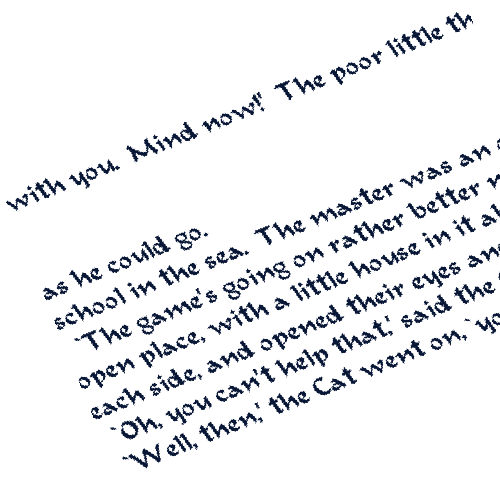 with you. Mind now!' The poor little
as he could go.
school in the sea. The master was an
`The game's going on rather better
open place, with a little house in it
each side, and opened their eyes
`Oh, you can't help that,' said the
`Well, then,' the Cat went on, `